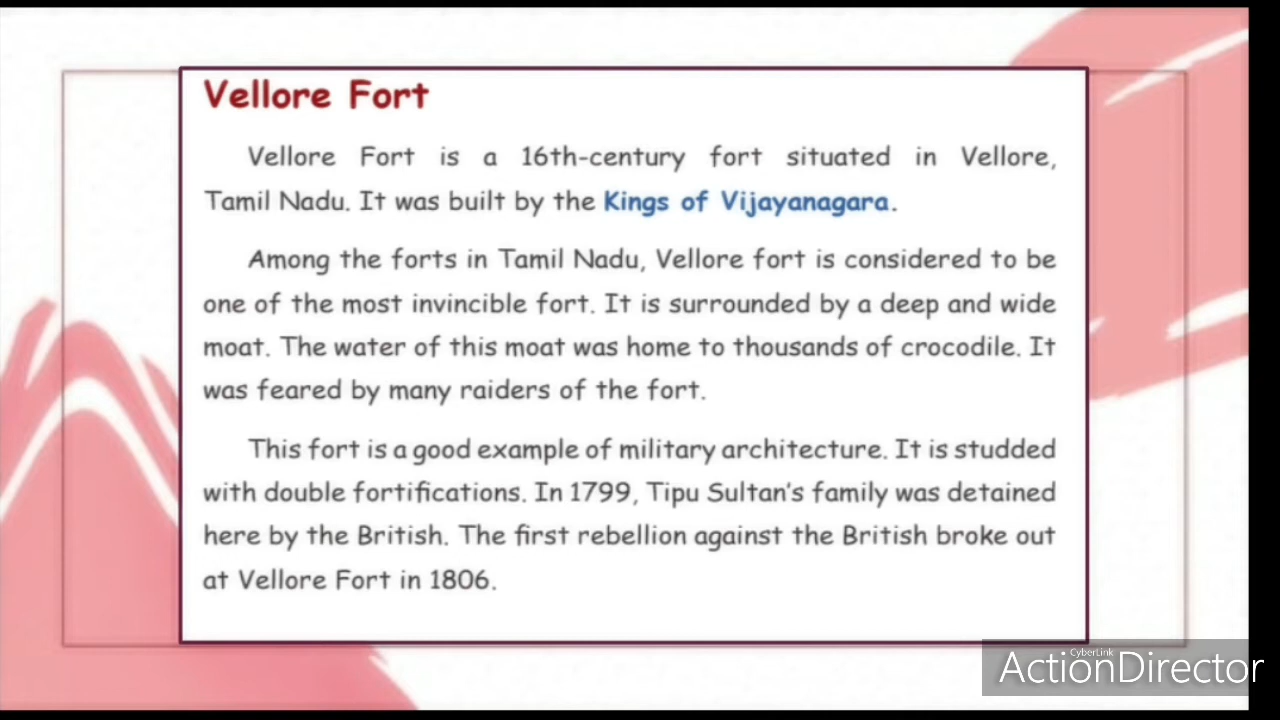 Vellore Fort
Vellore Fort is a 16th-century fort situated in Vellore,
Tamil Nadu. It was built by the Kings of Vijayanagara.
Among the forts in Tamil Nadu, Vellore fort is considered to be
one of the most invincible fort. It is surrounded by a deep and wide
moat. The water of this moat was home to thousands of crocodile. It
was feared by many raiders of the fort.
This fort is a good example of military architecture. It is studded
with double fortifications. In 1799, Tipu Sultan's family was detained
here by the British. The first rebellion against the British broke out
at Vellore Fort in 1806.
CyberLink
ActionDirector